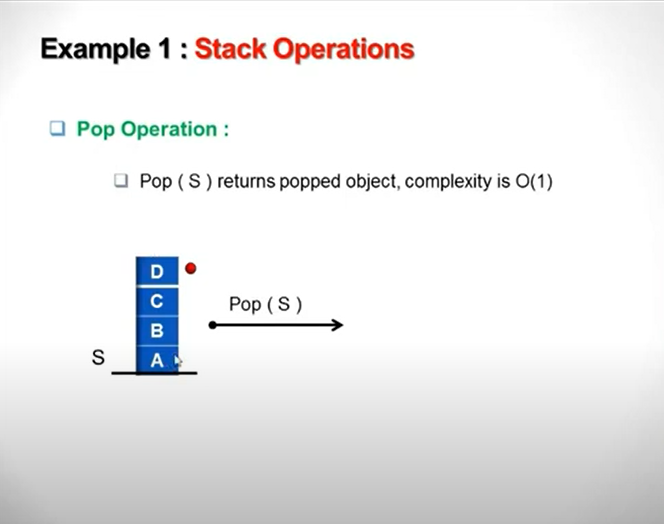 Example 1 : Stack Operations
Pop Operation :
Pop ( S ) returns popped object, complexity is O(1)
D
C
Pop ( S )
B
S
A